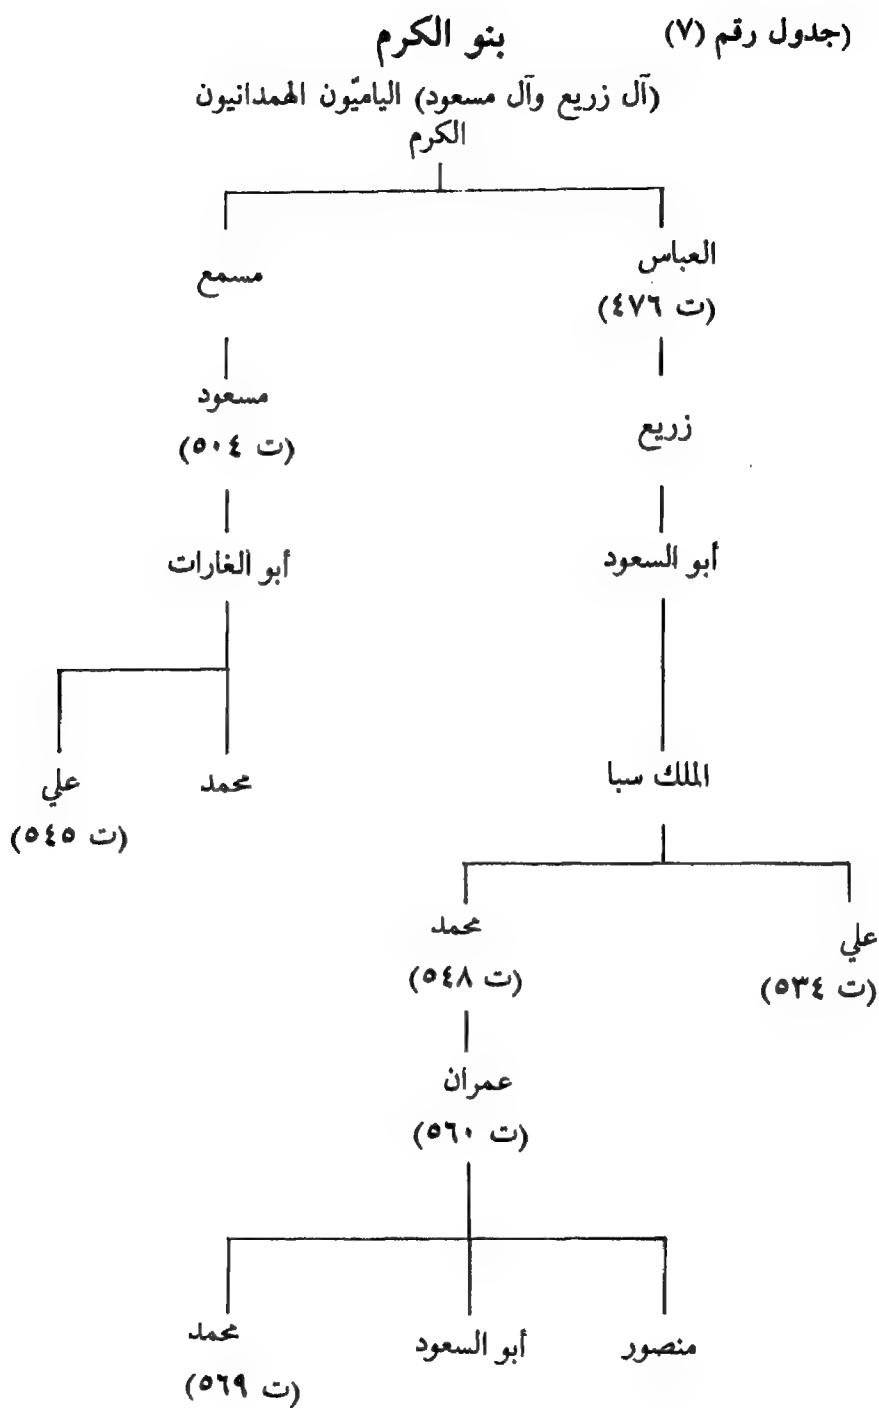 (جدول رقم (٧)
بنو الكرم
(آل زريع وآل مسعود) الياميّون الهمدانيون
الكرم
العباس
(ت ٤٧٦)
مسمع
زريع
مسعود
(ت ٥٠٤)
أبو السعود
أبو الغارات
الملك سبا
محمد
علي
(ت ٥٤٥)
علي
(ت ٥٣٤)
محمد
(ت ٥٤٨)
عمران
(ت ٥٦٠)
منصور
أبو السعود
محمد
(ت ٥٦٩)